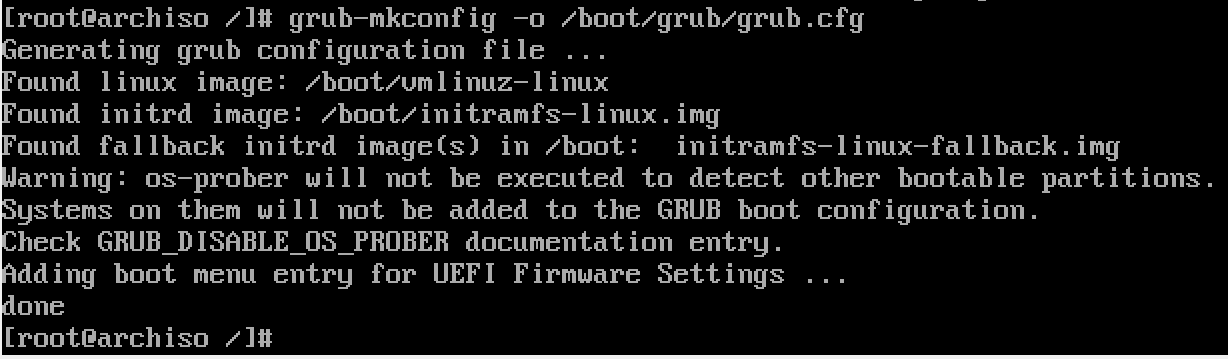 [root@archiso /]# grub-mkconfig -o /boot/grub/grub.cfg
Generating grub configuration file ...
Found linux image: /boot/vmlinuz-linux
Found initrd image: /boot/initramfs-linux.img
Found fallback initrd image(s) in /boot:  initramfs-linux-fallback.img
Warning: os-prober will not be executed to detect other bootable partitions.
Systems on them will not be added to the GRUB boot configuration.
Check GRUB_DISABLE_OS_PROBER documentation entry.
Adding boot menu entry for UEFI Firmware Settings ...
done
[root@archiso /]#